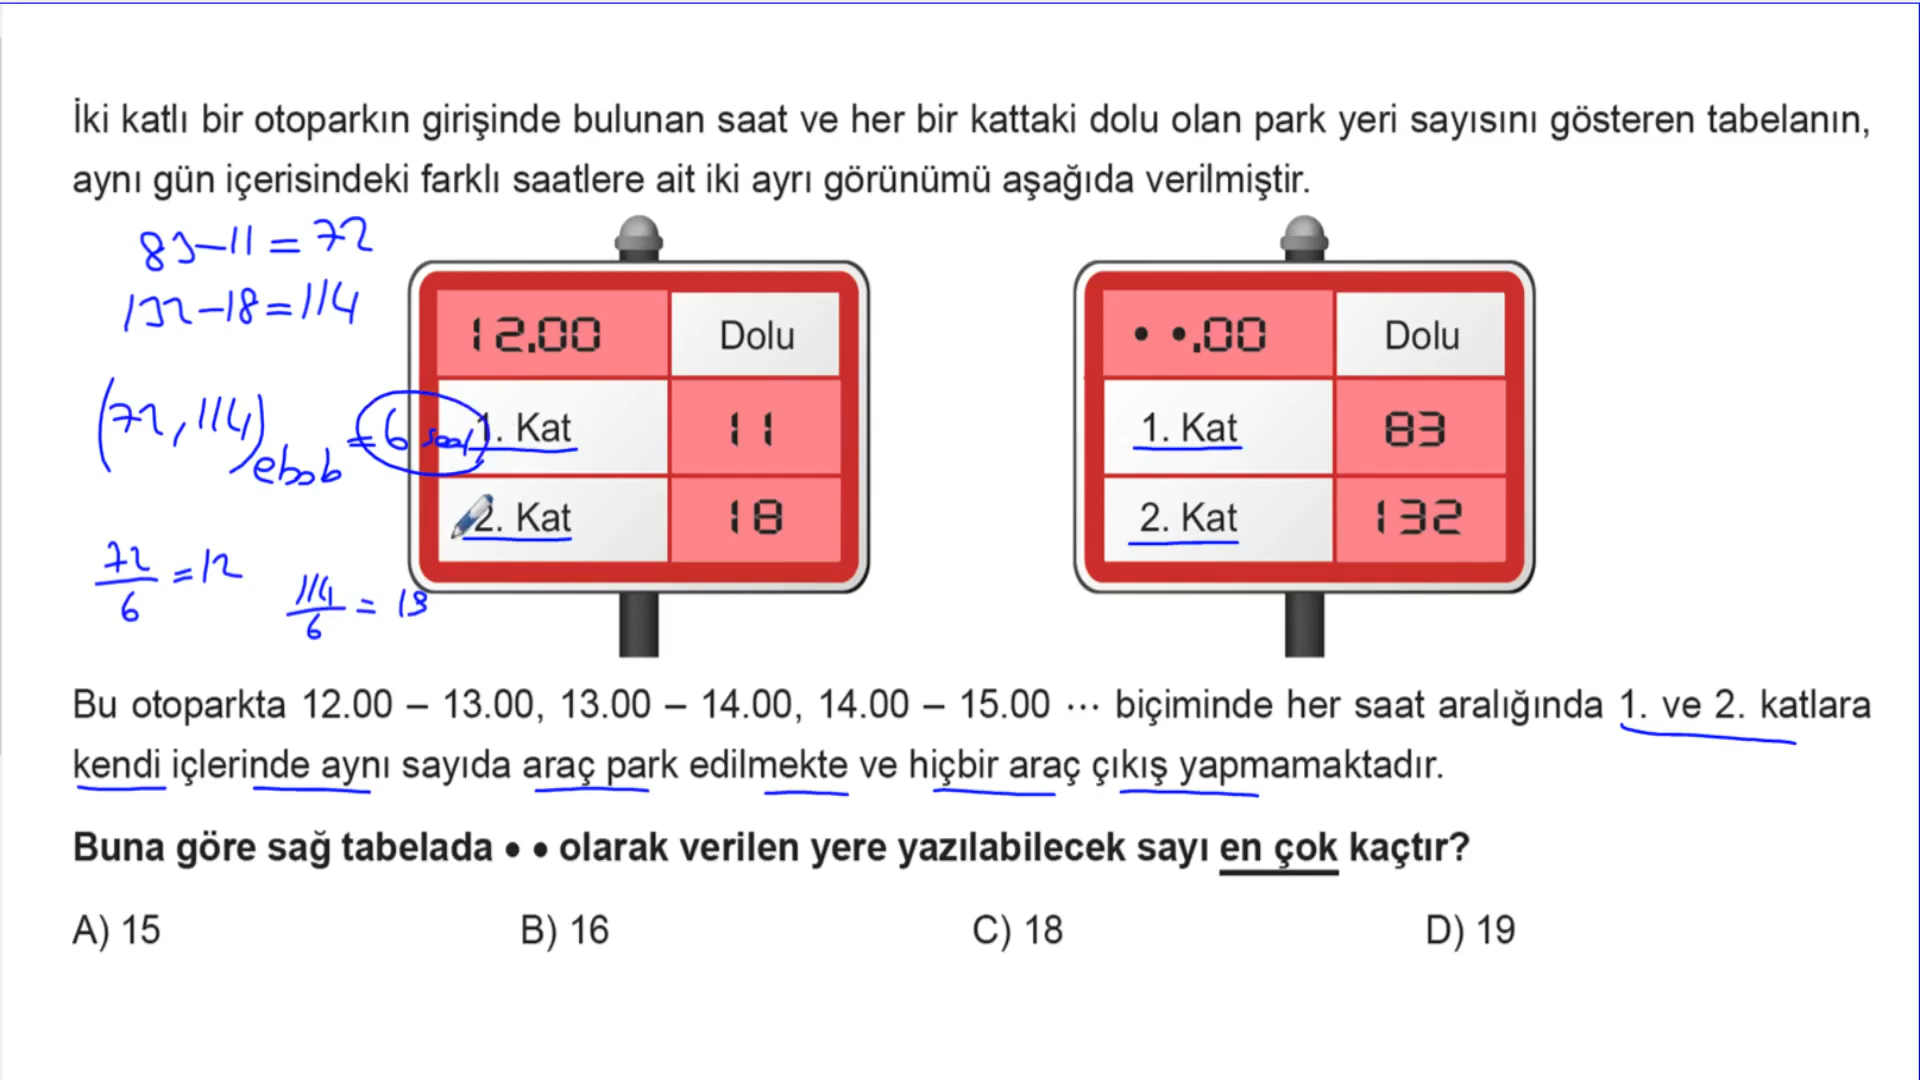 İki katlı bir otoparkın girişinde bulunan saat ve her bir kattaki dolu olan park yeri sayısını gösteren tabelanın,
aynı gün içerisindeki farklı saatlere ait iki ayrı görünümü aşağıda verilmiştir.
83-11=72
132-18=114
(72,114)ebob =6 saat
72/6 =12
114/6 = 19
12.00 Dolu
1. Kat 11
2. Kat 18
• •.00 Dolu
1. Kat 83
2. Kat 132
Bu otoparkta 12.00 – 13.00, 13.00 – 14.00, 14.00 – 15.00 ... biçiminde her saat aralığında 1. ve 2. katlara
kendi içlerinde aynı sayıda araç park edilmekte ve hiçbir araç çıkış yapmamaktadır.
Buna göre sağ tabelada • • olarak verilen yere yazılabilecek sayı en çok kaçtır?
A) 15 B) 16 C) 18 D) 19